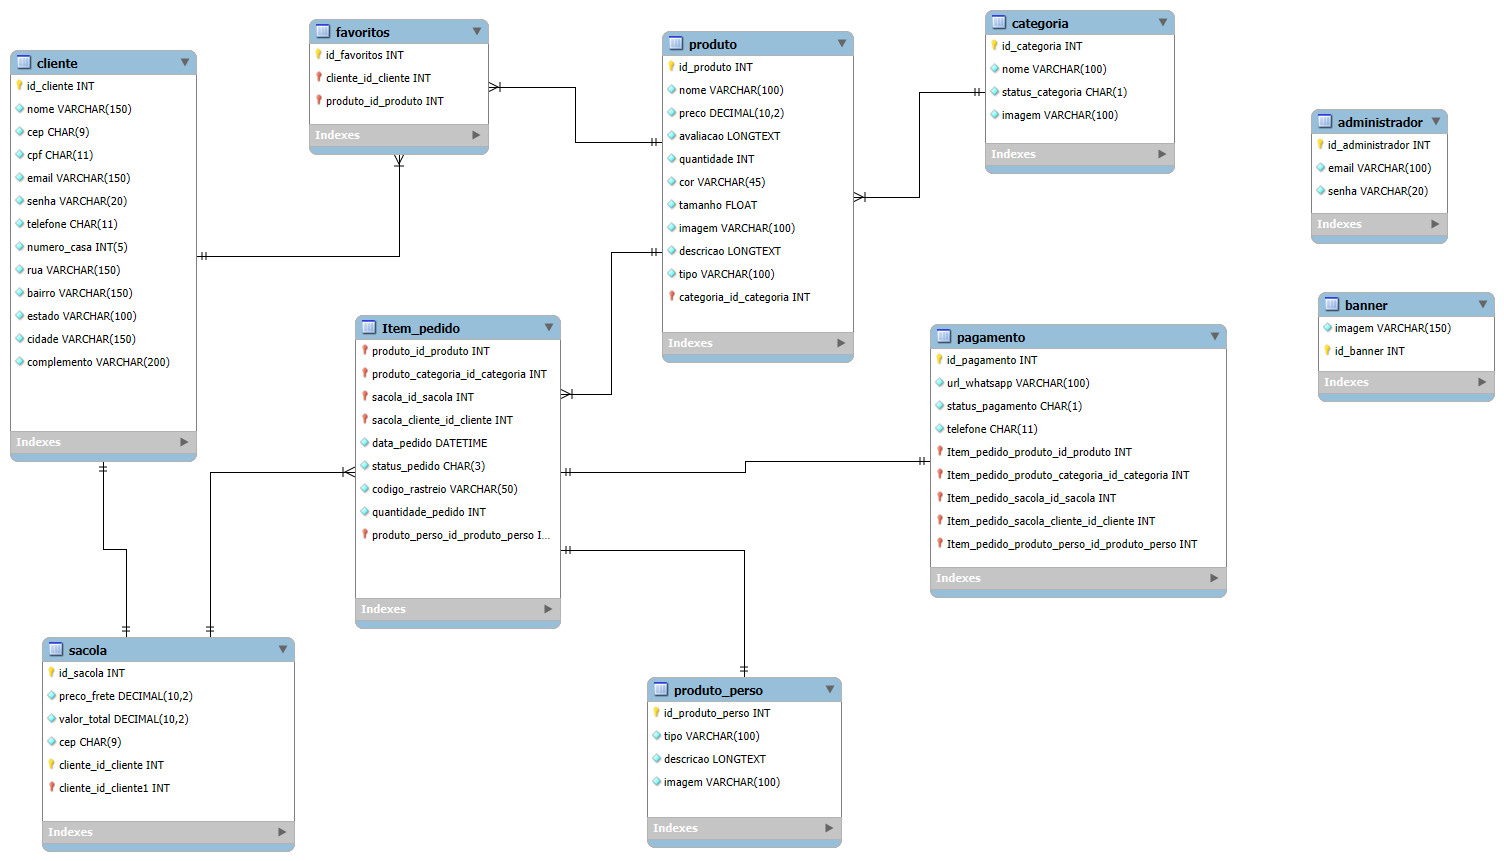 cliente
id_cliente INT
nome VARCHAR(150)
cep CHAR(9)
cpf CHAR(11)
email VARCHAR(150)
senha VARCHAR(20)
telefone CHAR(11)
numero_casa INT(5)
rua VARCHAR(150)
bairro VARCHAR(150)
estado VARCHAR(100)
cidade VARCHAR(150)
complemento VARCHAR(200)
Indexes
favoritos
id_favoritos INT
cliente_id_cliente INT
produto_id_produto INT
Indexes
produto
id_produto INT
nome VARCHAR(100)
preco DECIMAL(10,2)
avaliacao LONGTEXT
quantidade INT
cor VARCHAR(45)
tamanho FLOAT
imagem VARCHAR(100)
descricao LONGTEXT
tipo VARCHAR(100)
categoria_id_categoria INT
Indexes
categoria
id_categoria INT
nome VARCHAR(100)
status_categoria CHAR(1)
imagem VARCHAR(100)
Indexes
administrador
id_administrador INT
email VARCHAR(100)
senha VARCHAR(20)
Indexes
banner
imagem VARCHAR(150)
id_banner INT
Indexes
Item_pedido
produto_id_produto INT
produto_categoria_id_categoria INT
sacola_id_sacola INT
sacola_cliente_id_cliente INT
data_pedido DATETIME
status_pedido CHAR(3)
codigo_rastreio VARCHAR(50)
quantidade_pedido INT
produto_perso_id_produto_perso I...
Indexes
pagamento
id_pagamento INT
url_whatsapp VARCHAR(100)
status_pagamento CHAR(1)
telefone CHAR(11)
Item_pedido_produto_id_produto INT
Item_pedido_produto_categoria_id_categoria INT
Item_pedido_sacola_id_sacola INT
Item_pedido_sacola_cliente_id_cliente INT
Item_pedido_produto_perso_id_produto_perso INT
Indexes
sacola
id_sacola INT
preco_frete DECIMAL(10,2)
valor_total DECIMAL(10,2)
cep CHAR(9)
cliente_id_cliente INT
cliente_id_cliente1 INT
Indexes
produto_perso
id_produto_perso INT
tipo VARCHAR(100)
descricao LONGTEXT
imagem VARCHAR(100)
Indexes